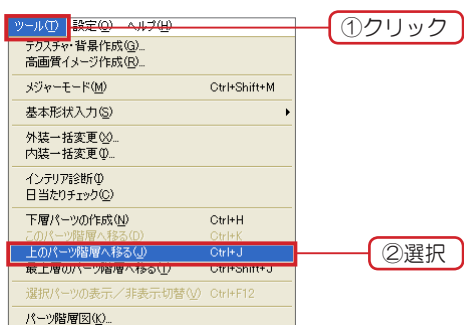 ツール(T) 設定(O) ヘルプ(H)
①クリック
テクスチャ・背景作成(G)...
高画質イメージ作成(R)...
メジャーモード(M) Ctrl+Shift+M
基本形状入力(S)
外装一括変更(X)...
内装一括変更(I)...
インテリア診断(I)
日当たりチェック(C)
下層パーツの作成(N) Ctrl+H
このパーツ階層へ移る(D) Ctrl+K
上のパーツ階層へ移る(J) Ctrl+J
②選択
最上層のパーツ階層へ移る(T) Ctrl+Shift+J
選択パーツの表示／非表示切替(V) Ctrl+F12
パーツ階層図(K)...